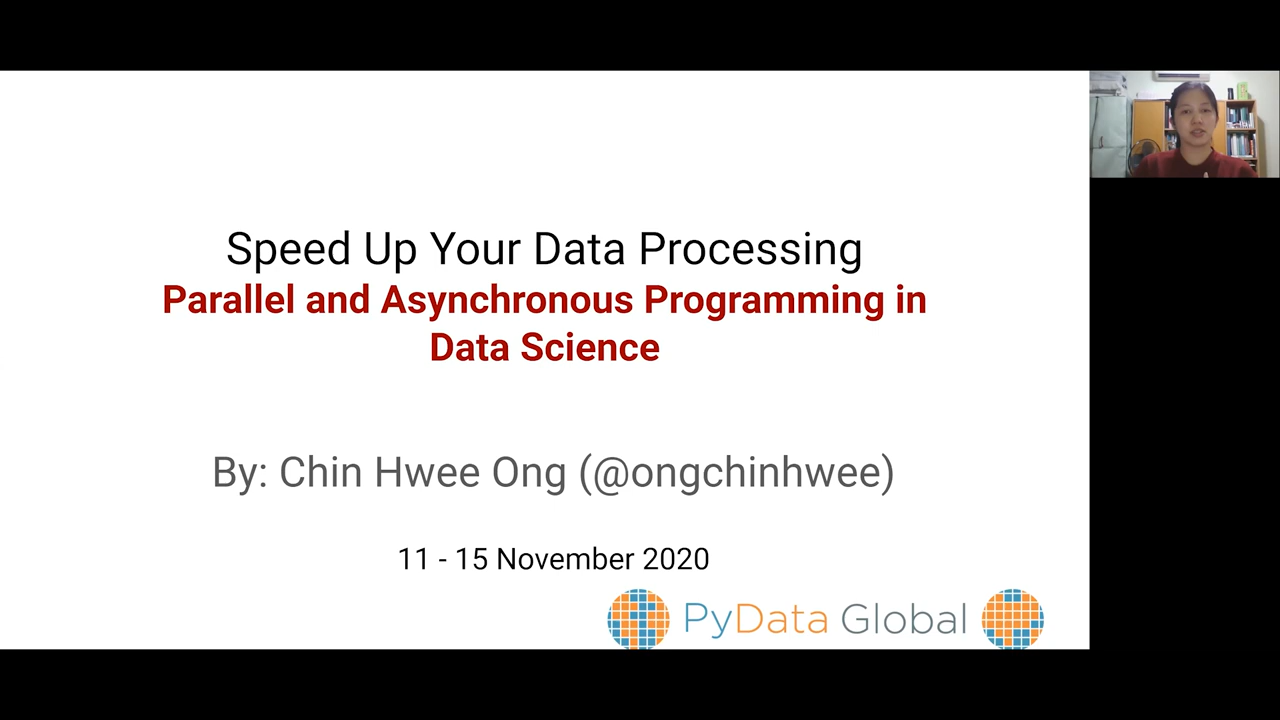 Speed Up Your Data Processing
Parallel and Asynchronous Programming in
Data Science
By: Chin Hwee Ong (@ongchinhwee)
11 - 15 November 2020
PyData Global